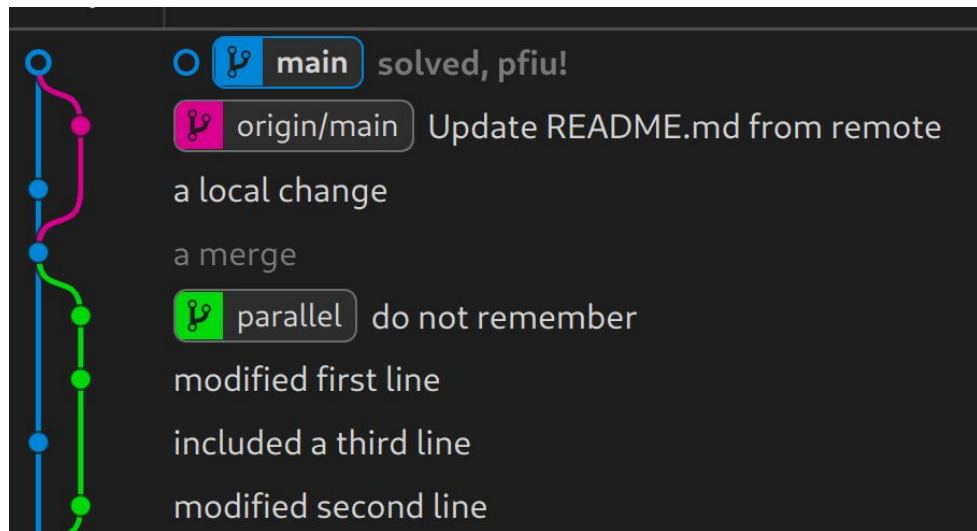 main solved, pfiu!
origin/main Update README.md from remote
a local change
a merge
parallel do not remember
modified first line
included a third line
modified second line